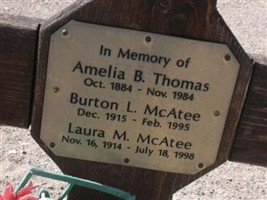 In Memory of
Amelia B. Thomas
Oct. 1884 - Nov. 1984
Burton L. McAtee
Dec. 1915 - Feb. 1995
Laura M. McAtee
Nov. 16, 1914 - July 18, 1998